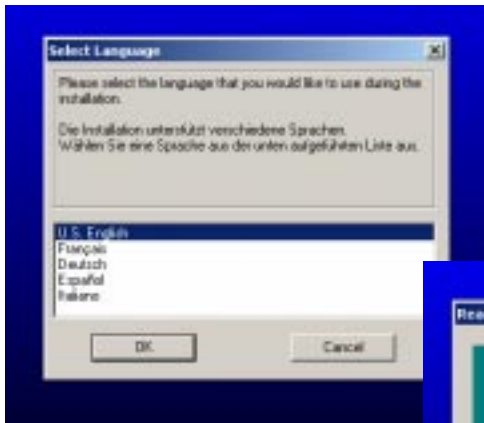 Select Language
Please select the language that you would like to use during the
installation.
Die Installation unterstützt verschiedene Sprachen.
Wählen Sie eine Sprache aus der unten aufgeführten Liste aus.
U.S. English
Français
Deutsch
Español
Italiano
OK
Cancel
Rea